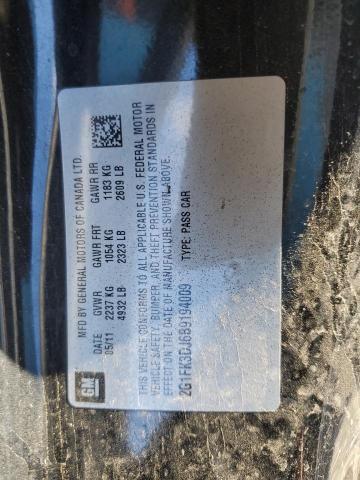 GM
MFD BY GENERAL MOTORS OF CANADA LTD.
DATE GVWR GAWR FRT GAWR RR
05/11 2237 KG 1054 KG 1183 KG
4932 LB 2323 LB 2609 LB
THIS VEHICLE CONFORMS TO ALL APPLICABLE U.S. FEDERAL MOTOR
VEHICLE SAFETY, BUMPER, AND THEFT PREVENTION STANDARDS IN
EFFECT ON THE DATE OF MANUFACTURE SHOWN ABOVE.
2G1FK3DJ6B9194009 TYPE: PASS CAR